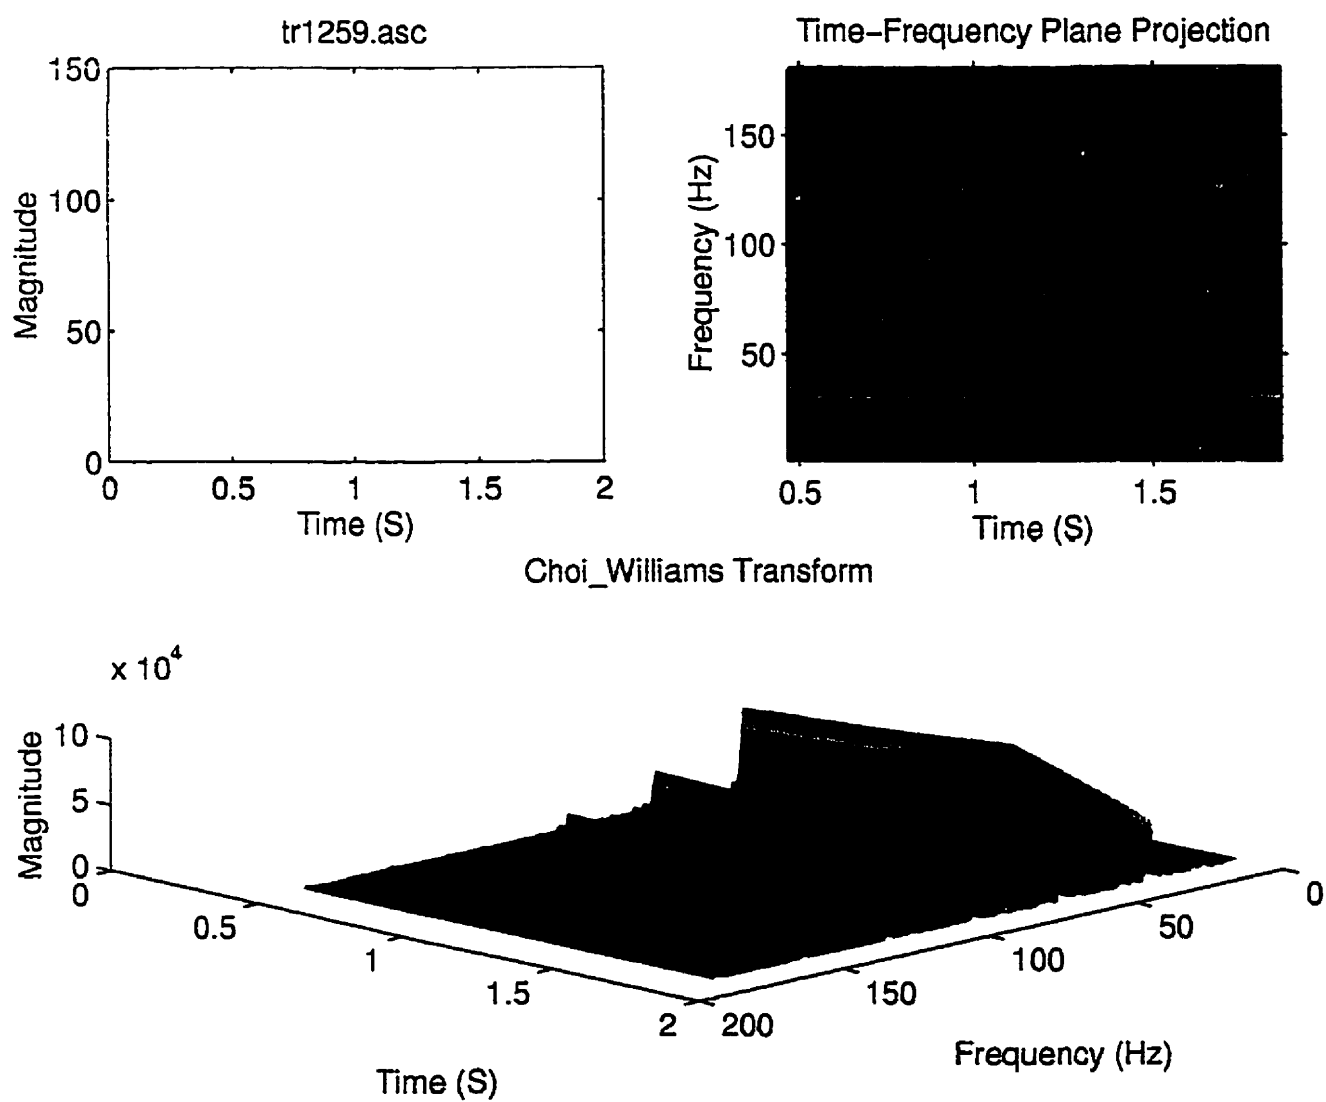 tr1259.asc
150
100
50
0
Magnitude
0 0.5 1 1.5 2
Time (S)
Time-Frequency Plane Projection
150
100
50
Frequency (Hz)
0.5 1 1.5
Time (S)
Choi_Williams Transform
x 10^4
10
5
0
Magnitude
0
0.5
1
1.5
2
Time (S)
200
150
100
50
0
Frequency (Hz)